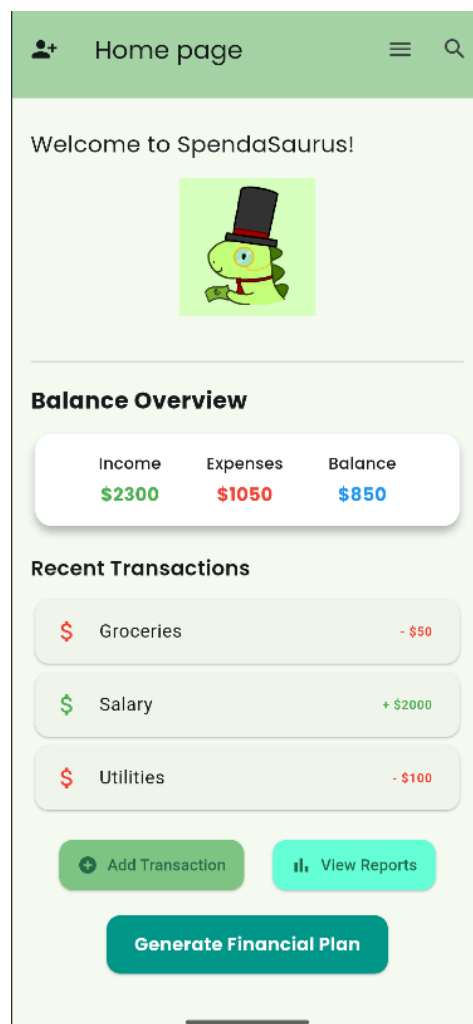 Home page
Welcome to SpendaSaurus!
Balance Overview
Income Expenses Balance
$2300 $1050 $850
Recent Transactions
Groceries - $50
Salary + $2000
Utilities - $100
Add Transaction View Reports
Generate Financial Plan